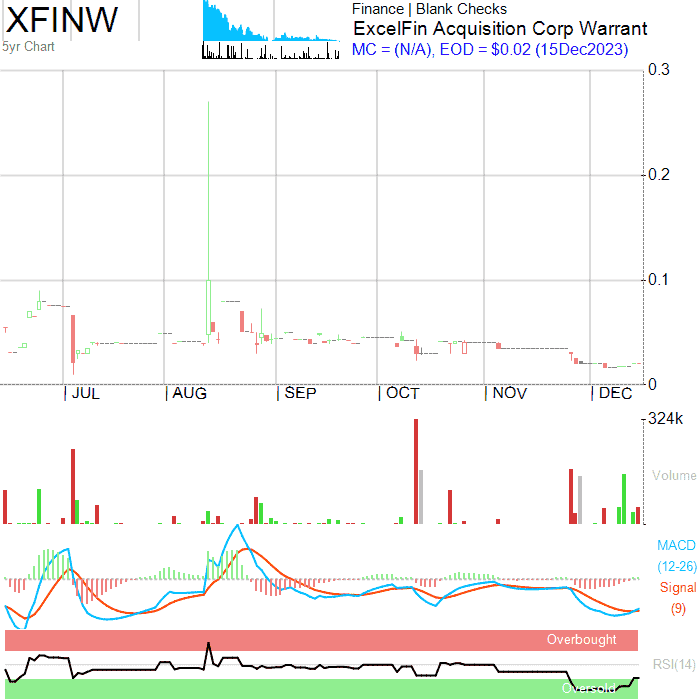 XFINW
5yr Chart
Finance | Blank Checks
ExcelFin Acquisition Corp Warrant
MC = (N/A), EOD = $0.02 (15Dec2023)
0.3
0.2
0.1
0
JUL
AUG
SEP
OCT
NOV
DEC
324k
Volume
MACD
(12-26)
Signal
(9)
Overbought
RSI(14)
Oversold